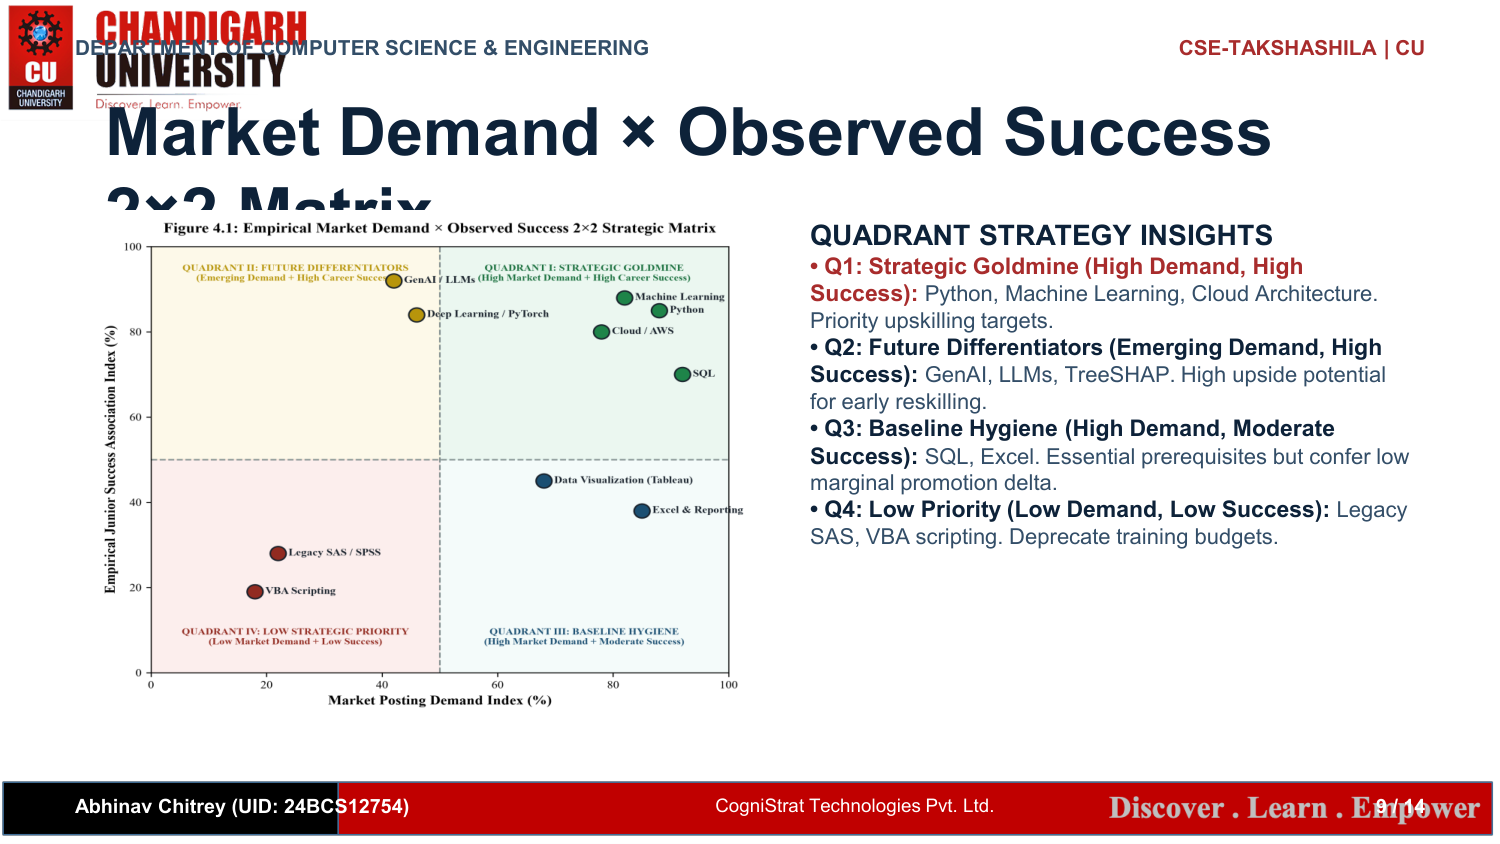 CHANDIGARH
UNIVERSITY
Discover. Learn. Empower.
CU
CHANDIGARH
UNIVERSITY
DEPARTMENT OF COMPUTER SCIENCE & ENGINEERING
CSE-TAKSHASHILA | CU
Market Demand × Observed Success
2×2 Matrix
Figure 4.1: Empirical Market Demand × Observed Success 2×2 Strategic Matrix
Empirical Junior Success Association Index (%)
100
80
60
40
20
0
QUADRANT II: FUTURE DIFFERENTIATORS
(Emerging Demand + High Career Success)
GenAI / LLMs
Deep Learning / PyTorch
QUADRANT I: STRATEGIC GOLDMINE
(High Market Demand + High Career Success)
Machine Learning
Python
Cloud / AWS
SQL
Data Visualization (Tableau)
Excel & Reporting
Legacy SAS / SPSS
VBA Scripting
QUADRANT IV: LOW STRATEGIC PRIORITY
(Low Market Demand + Low Success)
QUADRANT III: BASELINE HYGIENE
(High Market Demand + Moderate Success)
0 20 40 60 80 100
Market Posting Demand Index (%)
QUADRANT STRATEGY INSIGHTS
• Q1: Strategic Goldmine (High Demand, High
Success): Python, Machine Learning, Cloud Architecture.
Priority upskilling targets.
• Q2: Future Differentiators (Emerging Demand, High
Success): GenAI, LLMs, TreeSHAP. High upside potential
for early reskilling.
• Q3: Baseline Hygiene (High Demand, Moderate
Success): SQL, Excel. Essential prerequisites but confer low
marginal promotion delta.
• Q4: Low Priority (Low Demand, Low Success): Legacy
SAS, VBA scripting. Deprecate training budgets.
Abhinav Chitrey (UID: 24BCS12754)
CogniStrat Technologies Pvt. Ltd.
Discover . Learn . Empower
9 / 14